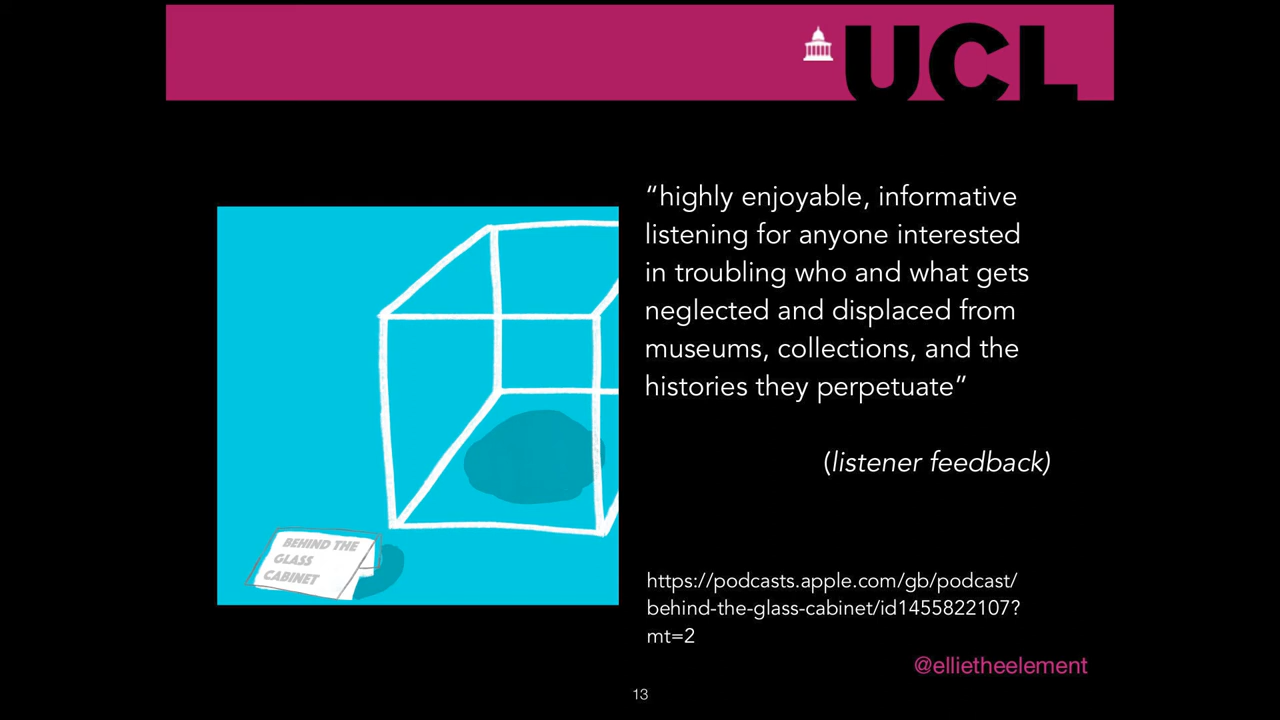 UCL
“highly enjoyable, informative
listening for anyone interested
in troubling who and what gets
neglected and displaced from
museums, collections, and the
histories they perpetuate”
(listener feedback)
BEHIND THE
GLASS
CABINET
https://podcasts.apple.com/gb/podcast/
behind-the-glass-cabinet/id1455822107?
mt=2
@ellietheelement
13